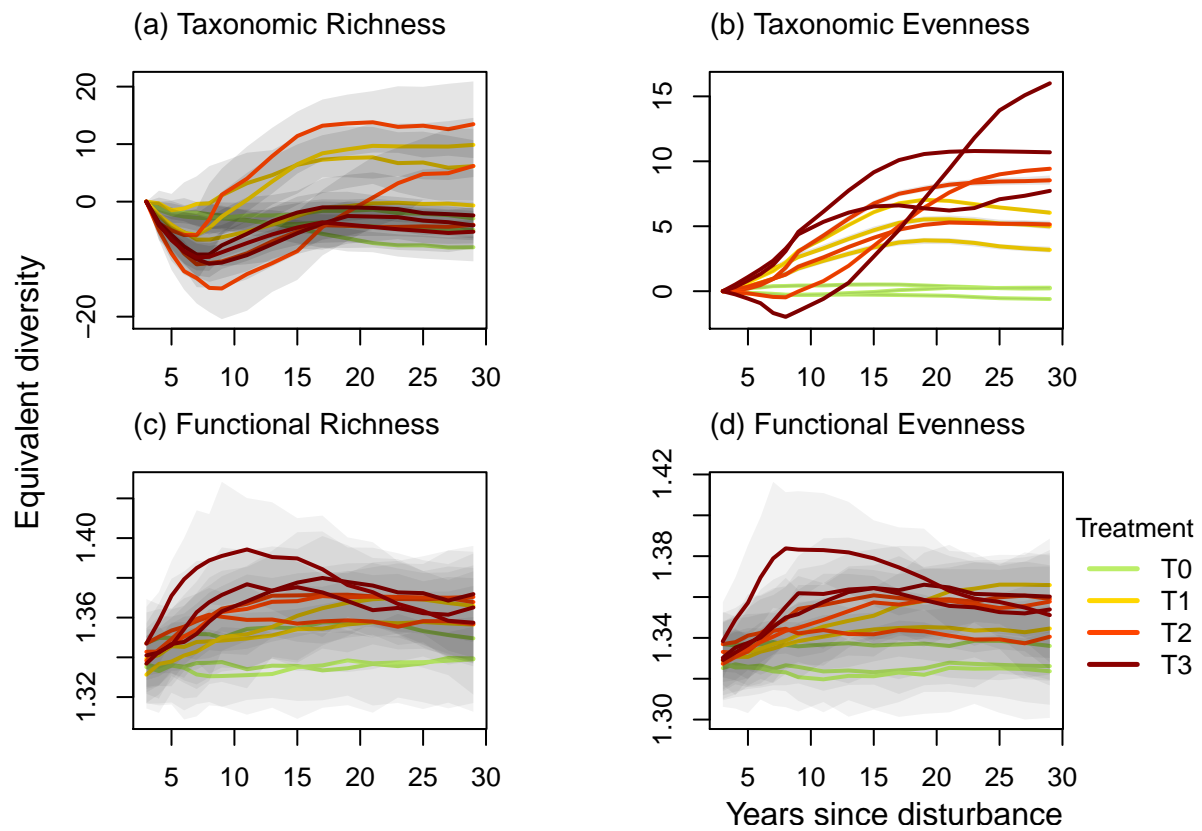 (a) Taxonomic Richness
(b) Taxonomic Evenness
20
10
0
−20
5 10 15 20 25 30
15
10
5
0
5 10 15 20 25 30
Equivalent diversity
(c) Functional Richness
(d) Functional Evenness
1.40
1.36
1.32
5 10 15 20 25 30
1.42
1.38
1.34
1.30
5 10 15 20 25 30
Treatment
T0
T1
T2
T3
Years since disturbance